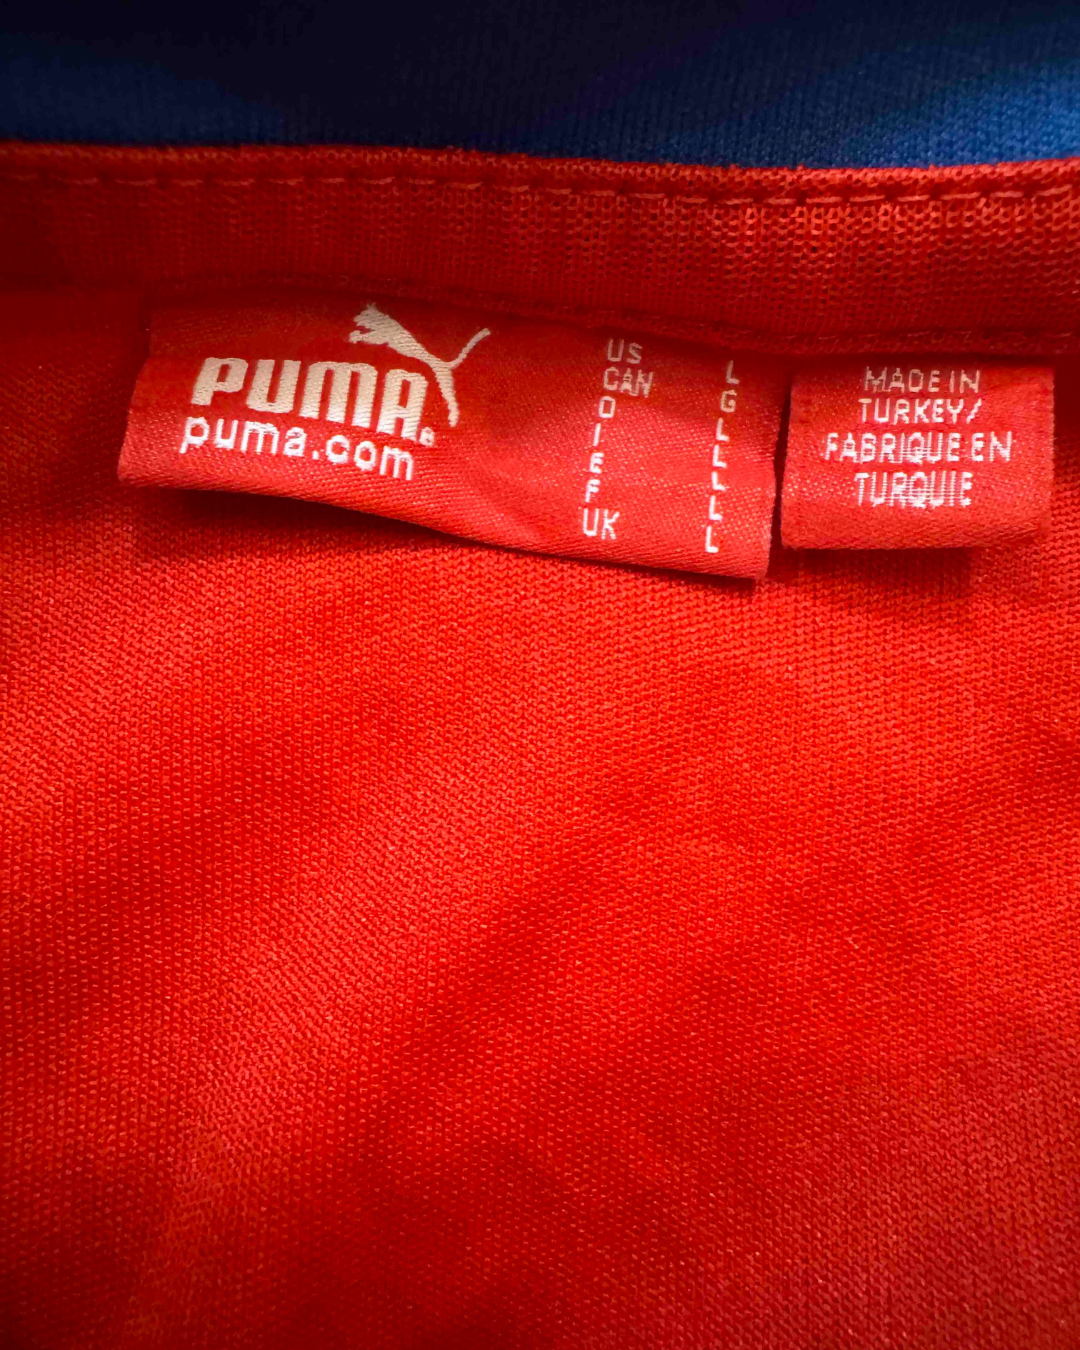 PUMA®
puma.com
US L
CAN G
D L
I L
E L
F L
UK L
MADE IN
TURKEY/
FABRIQUE EN
TURQUIE